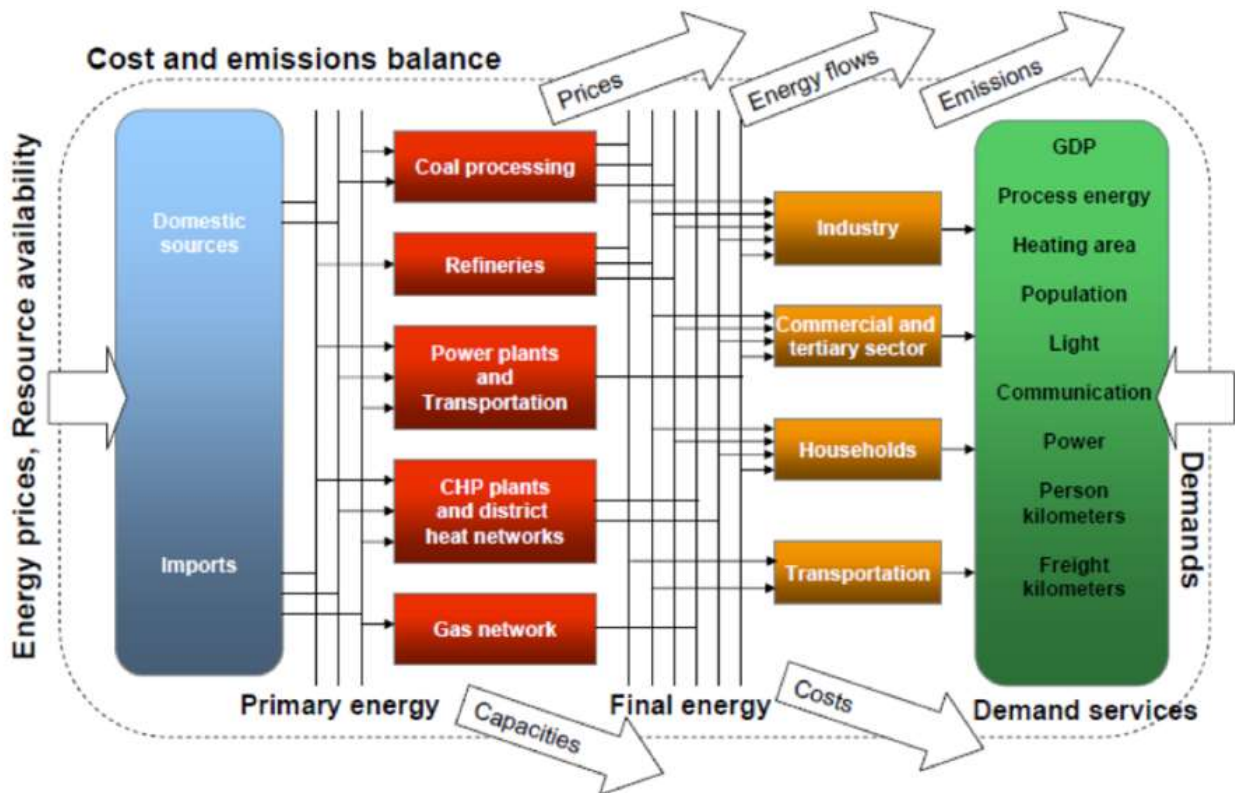 Cost and emissions balance
Prices
Energy flows
Emissions
Energy prices, Resource availability
Domestic
sources
Imports
Coal processing
Refineries
Power plants
and
Transportation
CHP plants
and district
heat networks
Gas network
Industry
Commercial and
tertiary sector
Households
Transportation
GDP
Process energy
Heating area
Population
Light
Communication
Power
Person
kilometers
Freight
kilometers
Demands
Primary energy
Final energy
Demand services
Capacities
Costs